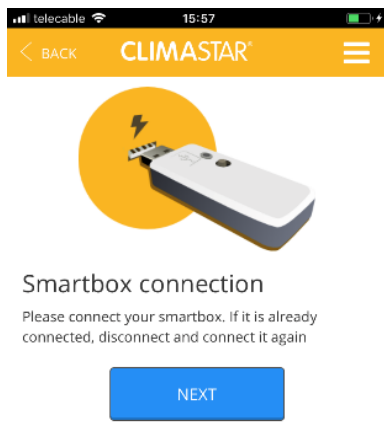 telecable 15:57
BACK CLIMASTAR®
Smartbox connection
Please connect your smartbox. If it is already
connected, disconnect and connect it again
NEXT